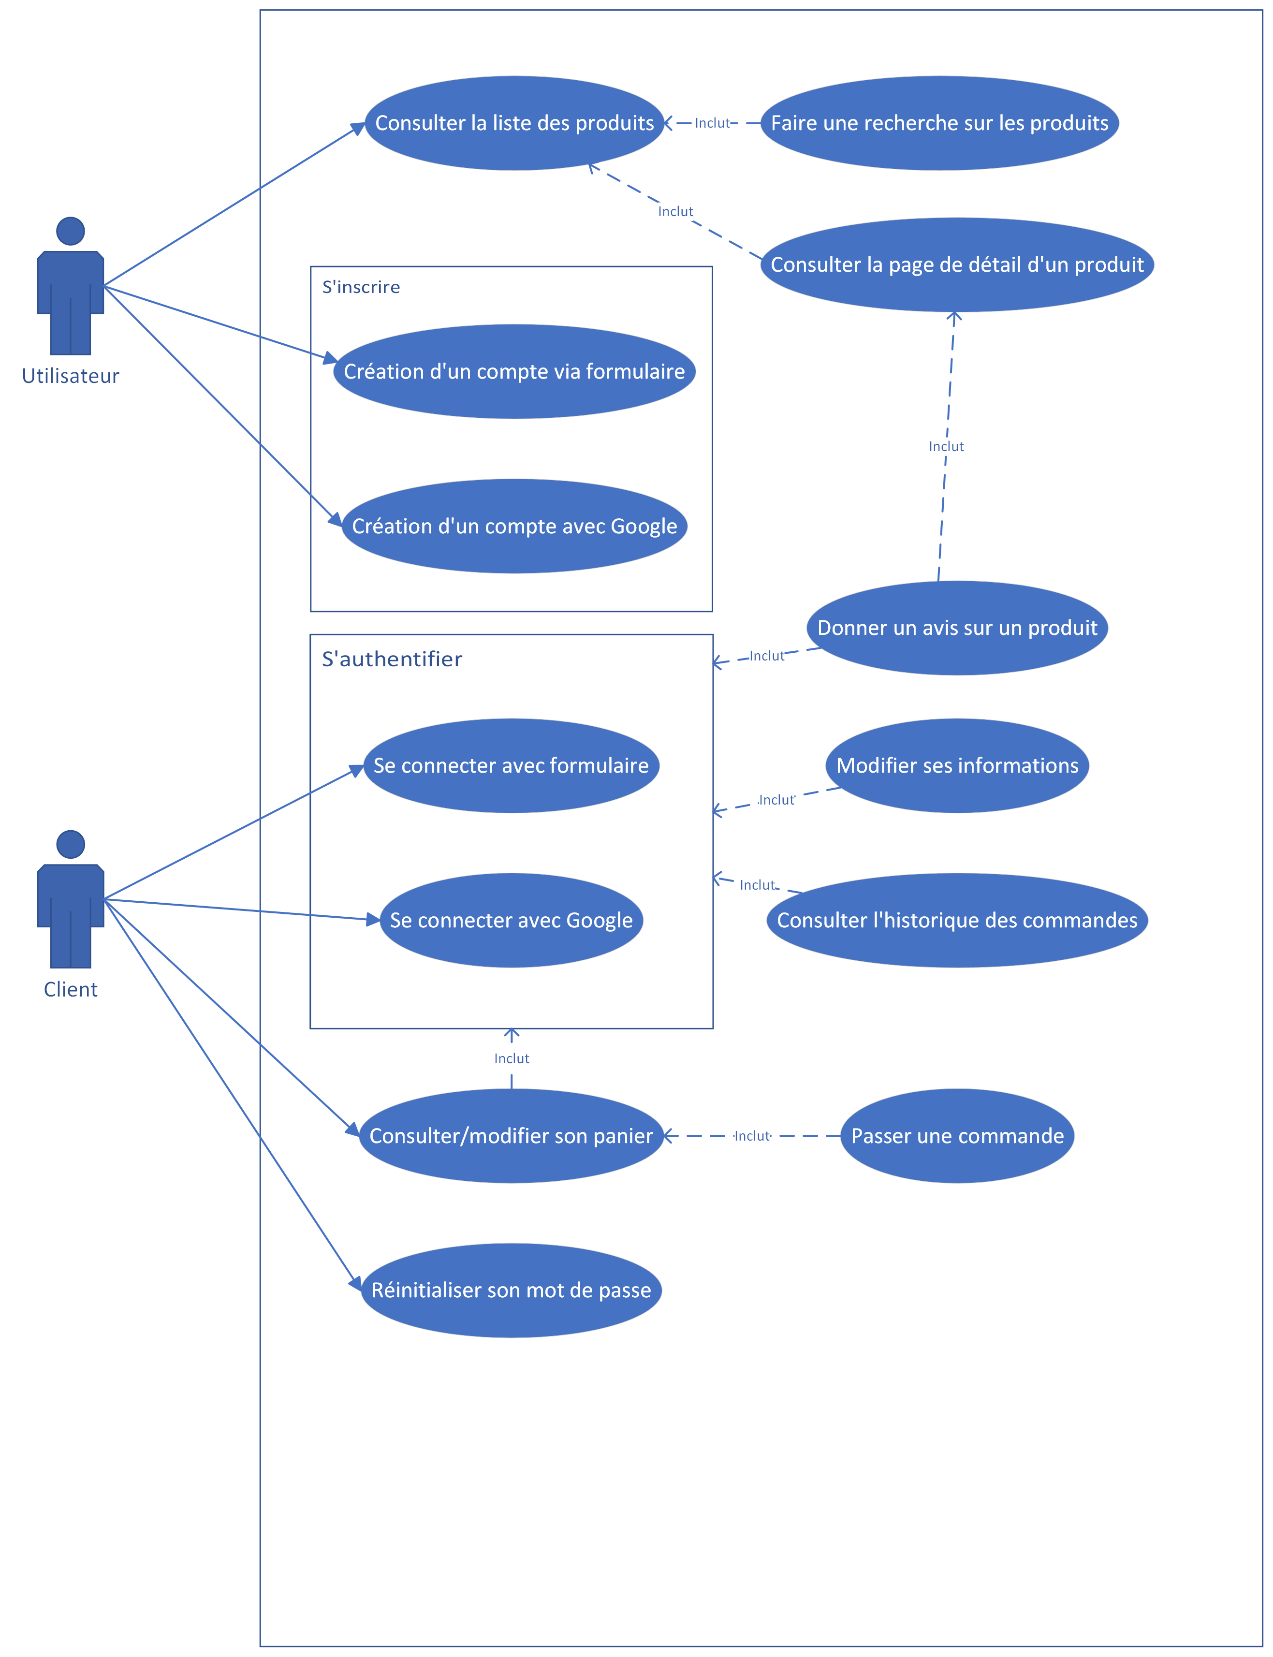 Consulter la liste des produits
Inclut
Faire une recherche sur les produits
Inclut
Consulter la page de détail d'un produit
S'inscrire
Création d'un compte via formulaire
Utilisateur
Inclut
Création d'un compte avec Google
Donner un avis sur un produit
Inclut
S'authentifier
Se connecter avec formulaire
Modifier ses informations
Inclut
Inclut
Se connecter avec Google
Consulter l'historique des commandes
Client
Inclut
Consulter/modifier son panier
Inclut
Passer une commande
Réinitialiser son mot de passe